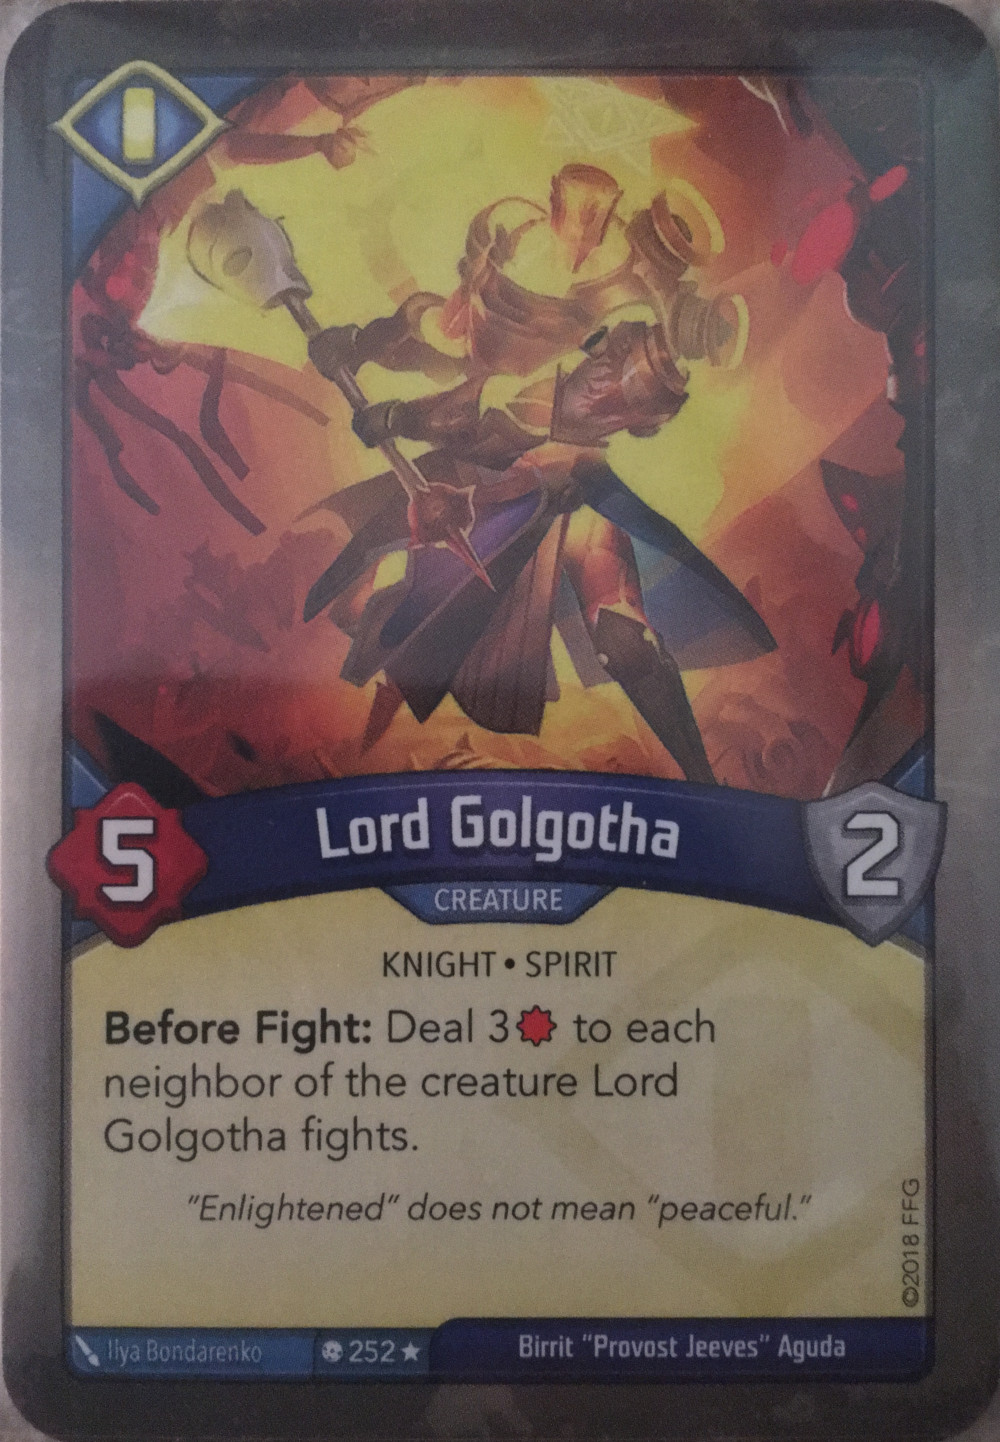 5
Lord Golgotha
2
CREATURE
KNIGHT • SPIRIT
Before Fight: Deal 3 to each
neighbor of the creature Lord
Golgotha fights.
"Enlightened" does not mean "peaceful."
©2018 FFG
Ilya Bondarenko
252★
Birrit "Provost Jeeves" Aguda